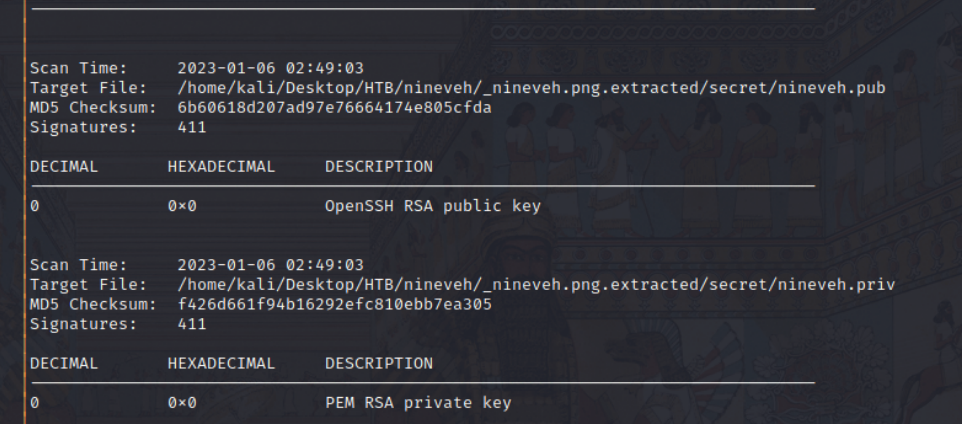 Scan Time:     2023-01-06 02:49:03
Target File:   /home/kali/Desktop/HTB/nineveh/_nineveh.png.extracted/secret/nineveh.pub
MD5 Checksum:  6b60618d207ad97e76664174e805cfda
Signatures:    411
DECIMAL       HEXADECIMAL     DESCRIPTION
0             0×0             OpenSSH RSA public key
Scan Time:     2023-01-06 02:49:03
Target File:   /home/kali/Desktop/HTB/nineveh/_nineveh.png.extracted/secret/nineveh.priv
MD5 Checksum:  f426d661f94b16292efc810ebb7ea305
Signatures:    411
DECIMAL       HEXADECIMAL     DESCRIPTION
0             0×0             PEM RSA private key